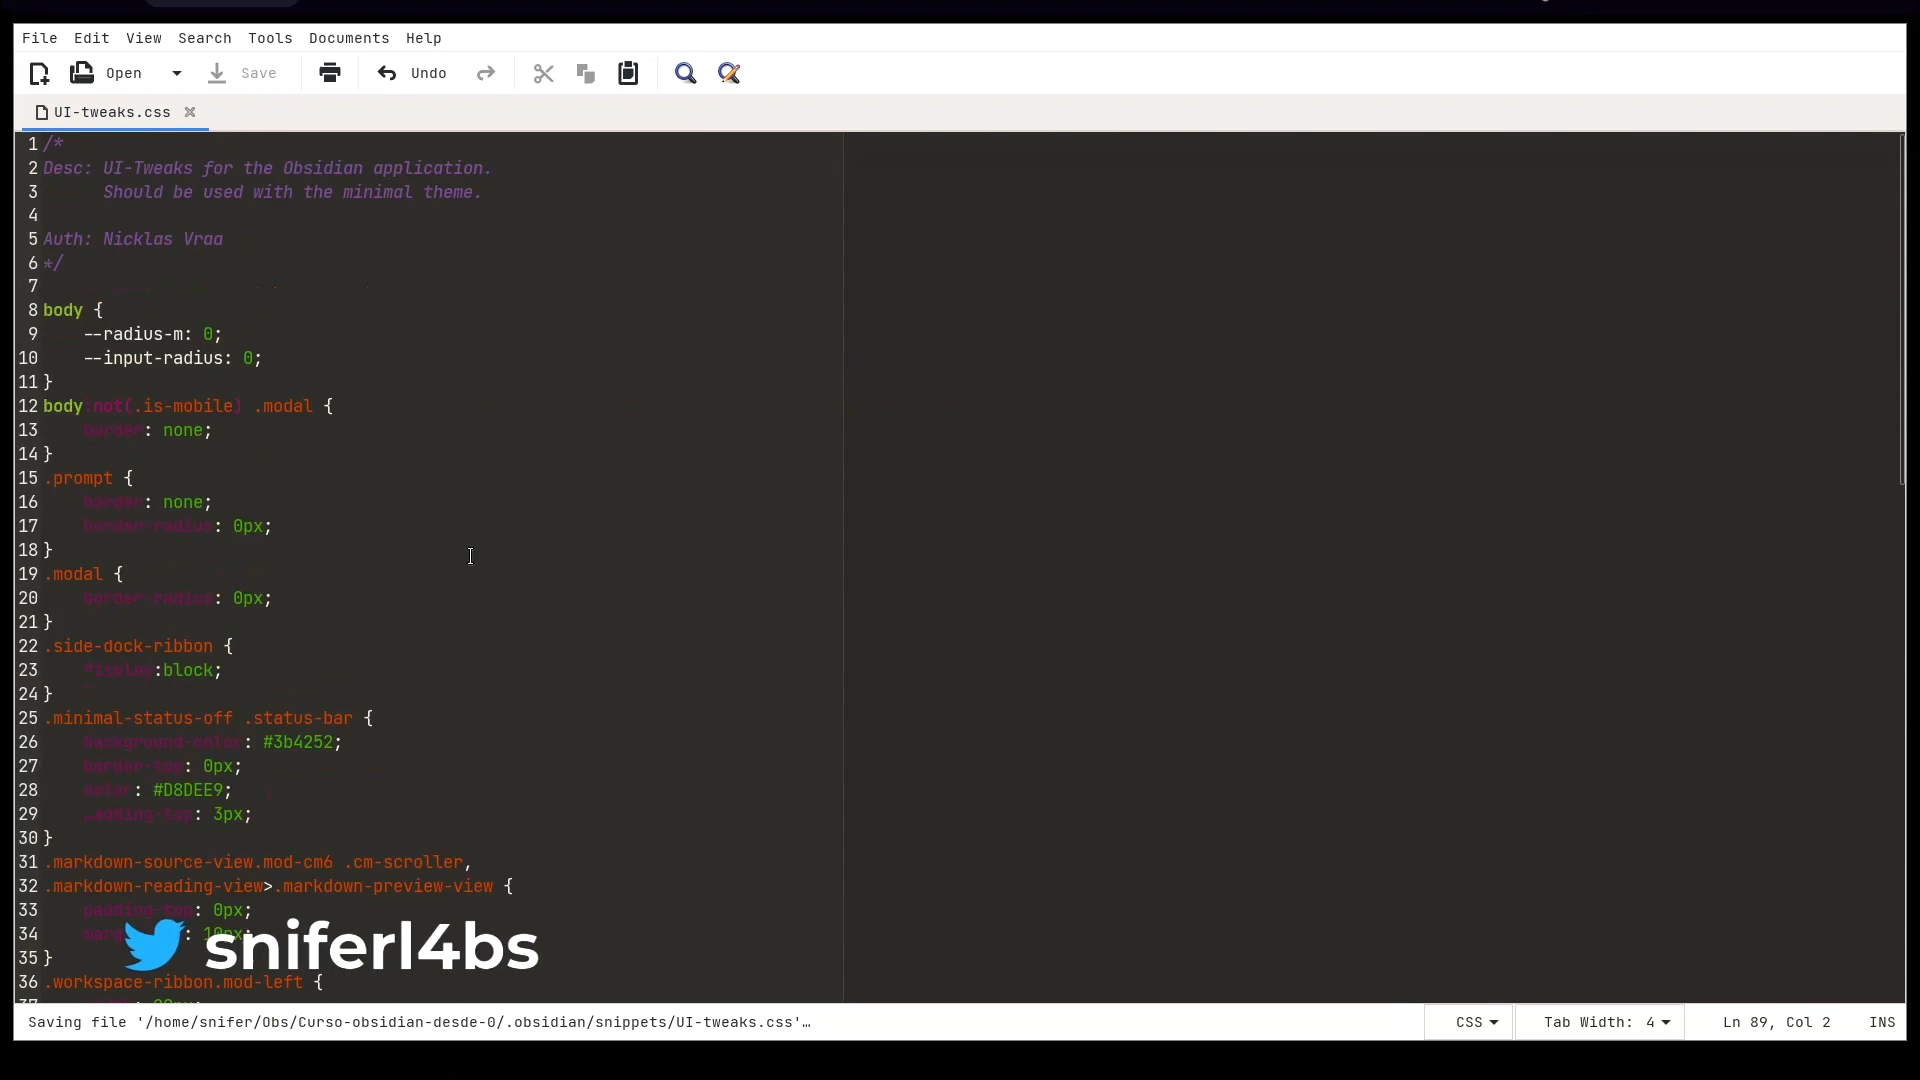 File Edit View Search Tools Documents Help
Open Save Undo
UI-tweaks.css
1 /*
2 Desc: UI-Tweaks for the Obsidian application.
3 Should be used with the minimal theme.
4
5 Auth: Nicklas Vraa
6 */
7
8 body {
9 --radius-m: 0;
10 --input-radius: 0;
11 }
12 body:not(.is-mobile) .modal {
13 border: none;
14 }
15 .prompt {
16 border: none;
17 border-radius: 0px;
18 }
19 .modal {
20 border-radius: 0px;
21 }
22 .side-dock-ribbon {
23 display:block;
24 }
25 .minimal-status-off .status-bar {
26 background-color: #3b4252;
27 border-top: 0px;
28 color: #D8DEE9;
29 padding-top: 3px;
30 }
31 .markdown-source-view.mod-cm6 .cm-scroller,
32 .markdown-reading-view>.markdown-preview-view {
33 padding-top: 0px;
34 : 10px;
35 }
sniferl4bs
36 .workspace-ribbon.mod-left {
Saving file '/home/snifer/Obs/Curso-obsidian-desde-0/.obsidian/snippets/UI-tweaks.css'…
CSS Tab Width: 4 Ln 89, Col 2 INS